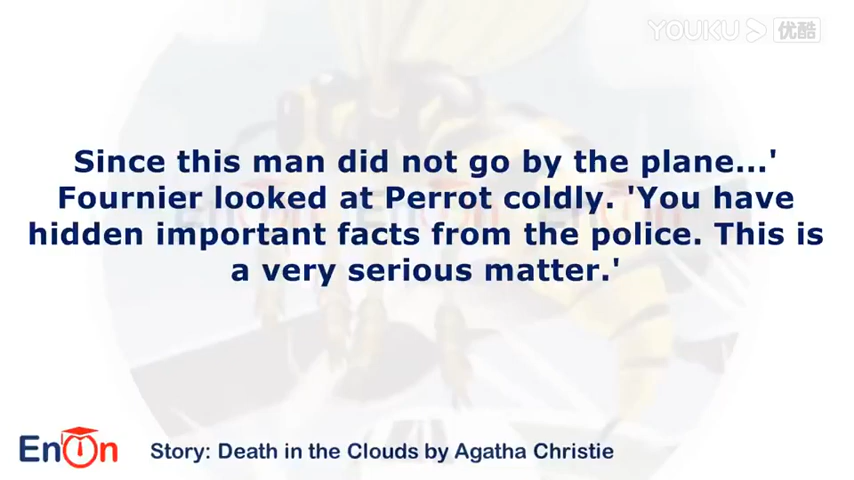 YOUKU 优酷
Since this man did not go by the plane...'
Fournier looked at Perrot coldly. 'You have
hidden important facts from the police. This is
a very serious matter.'
EnOn
Story: Death in the Clouds by Agatha Christie